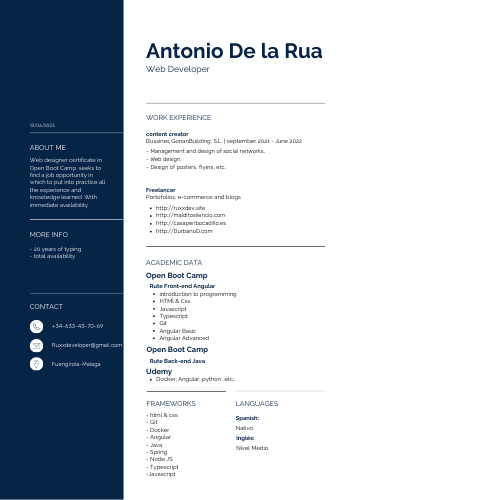 Antonio De la Rua
Web Developer
12/06/2023
ABOUT ME
Web designer certificate in
Open Boot Camp, seeks to
find a job opportunity in
which to put into practice all
the experience and
knowledge learned. With
immediate availability
MORE INFO
- 20 years of typing
- total availability
CONTACT
+34-633-43-70-69
Ruxxdeveloper@gmail.com
Fuengirola-Malaga
WORK EXPERIENCE
content creator
Bussines GonanBuilding, S.L. | september 2021 - June 2022
- Management and design of social networks.
- Web design.
- Design of posters, flyers, etc.
Freelancer
Portofolios, e-commerce and blogs
• http://ruxxdev.site
• http://malditosilencio.com
• http://casaperibocadillo.es
• http://DurbanoD.com
ACADEMIC DATA
Open Boot Camp
Rute Front-end Angular
• introduction to programming
• HTMl & Css
• Javascript
• Typescript
• Git
• Angular Basic
• Angular Advanced
Open Boot Camp
Rute Back-end Java
Udemy
• Docker, Angular, python ..etc..
FRAMEWORKS
- html & css
- Git
- Docker
- Angular
- Java
- Spring
- Node JS
- Typescript
-Javascript
LANGUAGES
Spanish:
Nativo.
Inglés:
Nivel Medio.